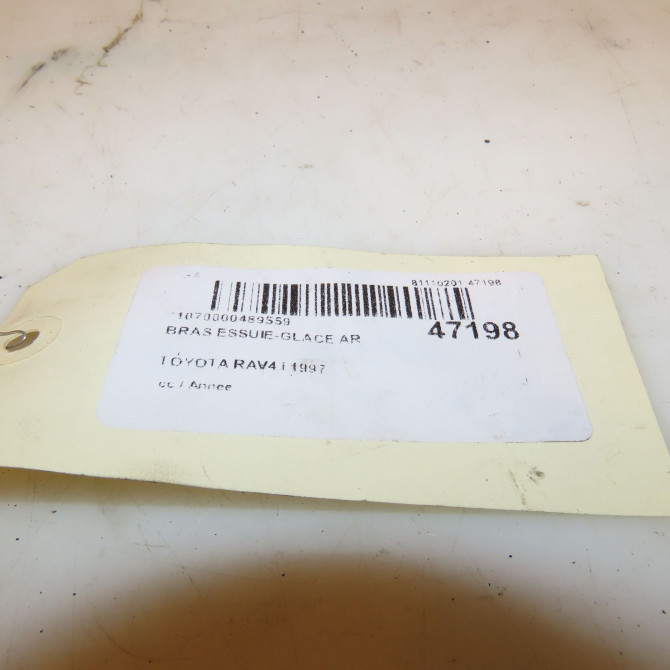 81110201 47198
1070000489559
47198
BRAS ESSUIE-GLACE AR
TOYOTA RAV4 I 1997
cc / Annee